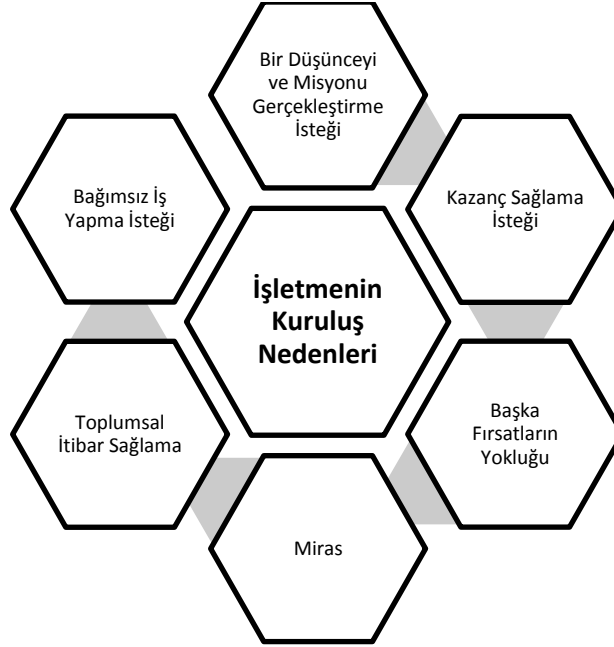 Bir Düşünceyi
ve Misyonu
Gerçekleştirme
İsteği
Bağımsız İş
Yapma İsteği
Kazanç Sağlama
İsteği
İşletmenin
Kuruluş
Nedenleri
Toplumsal
İtibar Sağlama
Başka
Fırsatların
Yokluğu
Miras